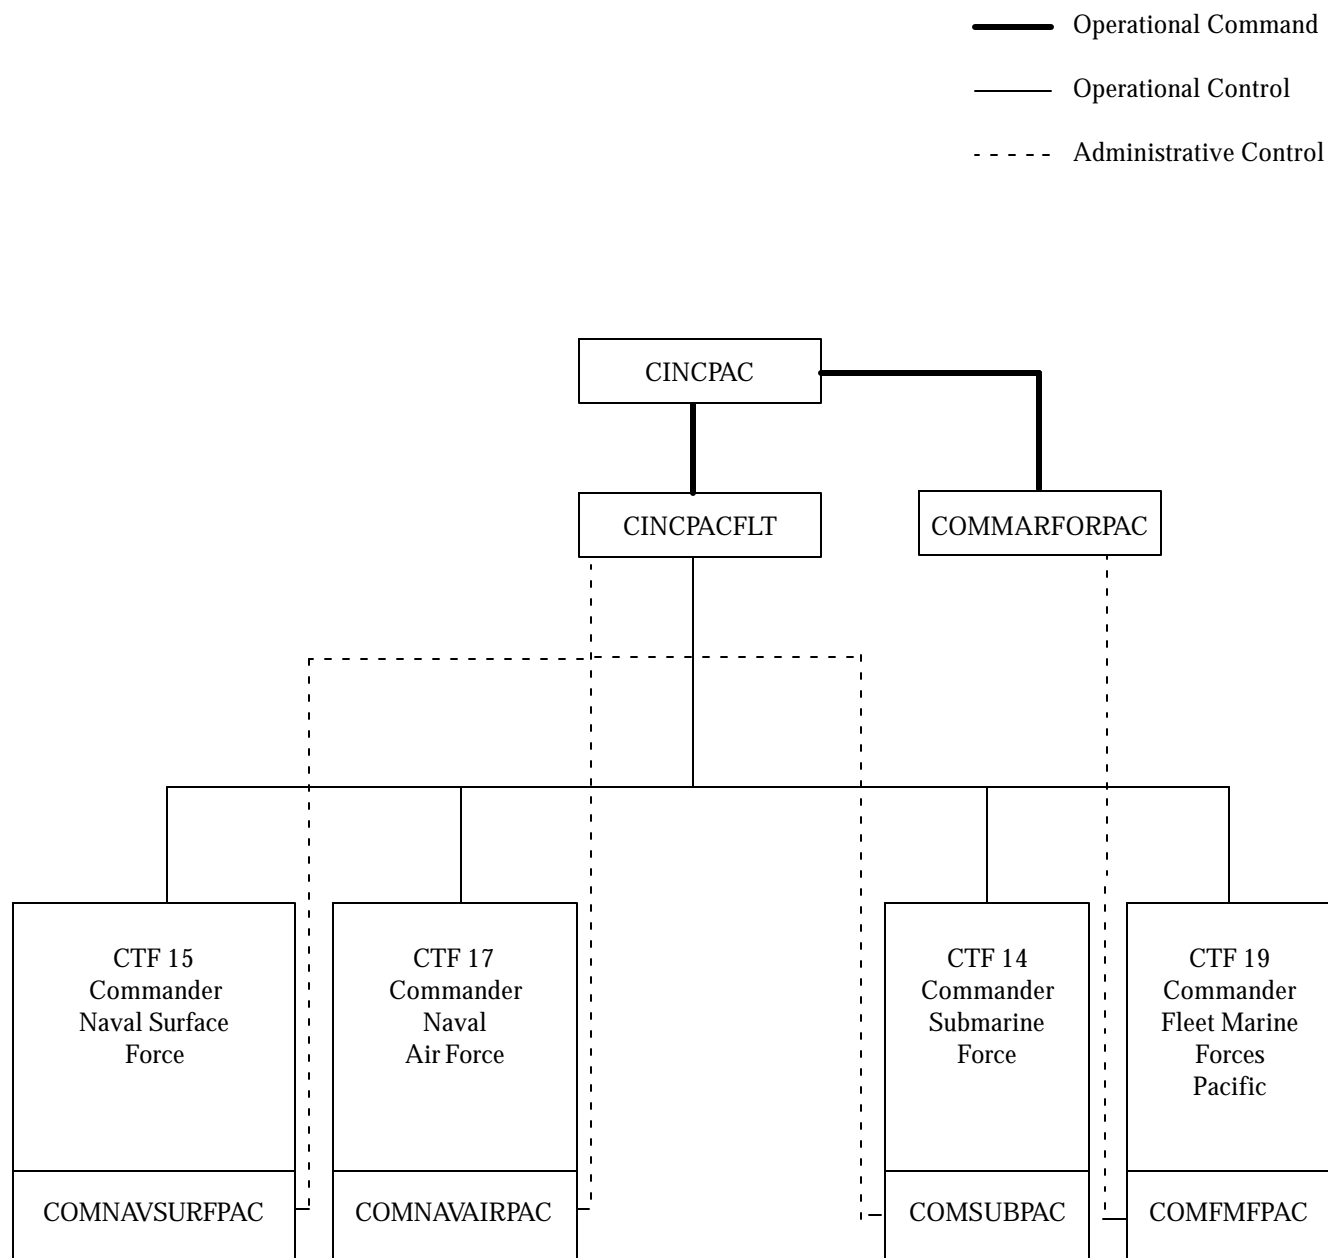 Operational Command
Operational Control
Administrative Control
CINCPAC
CINCPACFLT
COMMARFORPAC
CTF 15
Commander
Naval Surface
Force
CTF 17
Commander
Naval
Air Force
CTF 14
Commander
Submarine
Force
CTF 19
Commander
Fleet Marine
Forces
Pacific
COMNAVSURFPAC
COMNAVAIRPAC
COMSUBPAC
COMFMFPAC